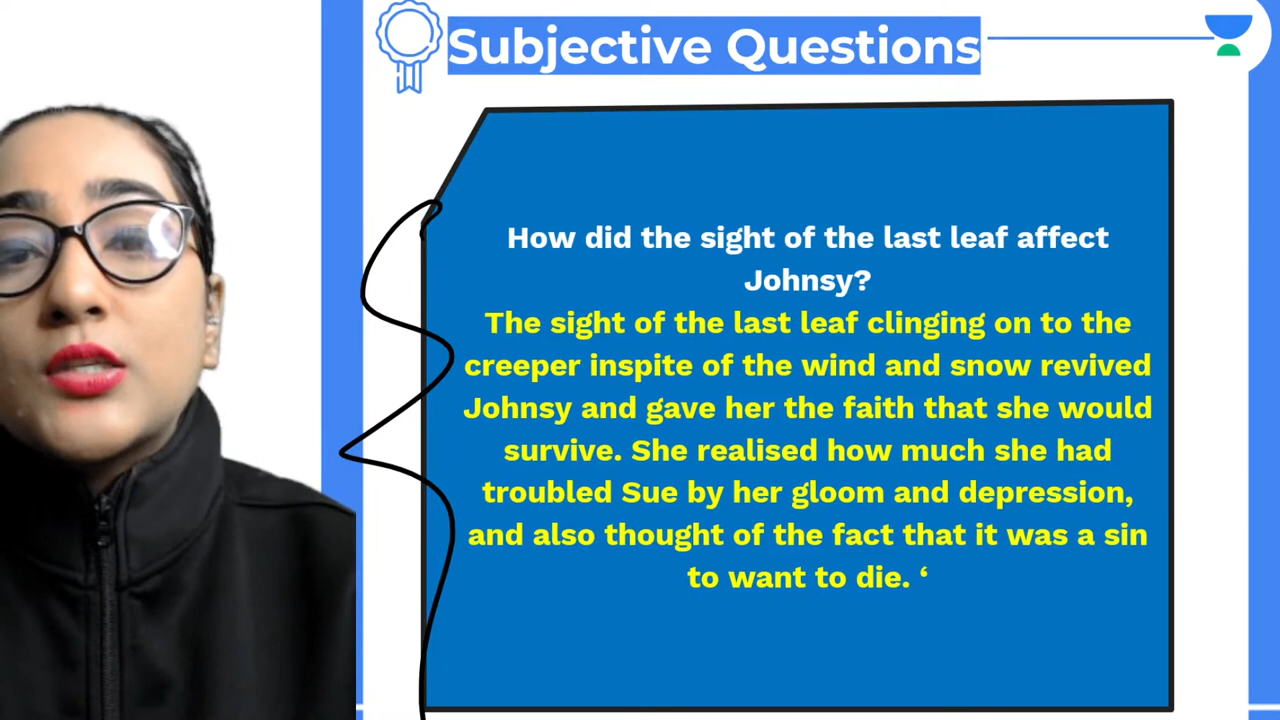 Subjective Questions
How did the sight of the last leaf affect
Johnsy?
The sight of the last leaf clinging on to the
creeper inspite of the wind and snow revived
Johnsy and gave her the faith that she would
survive. She realised how much she had
troubled Sue by her gloom and depression,
and also thought of the fact that it was a sin
to want to die. ‘